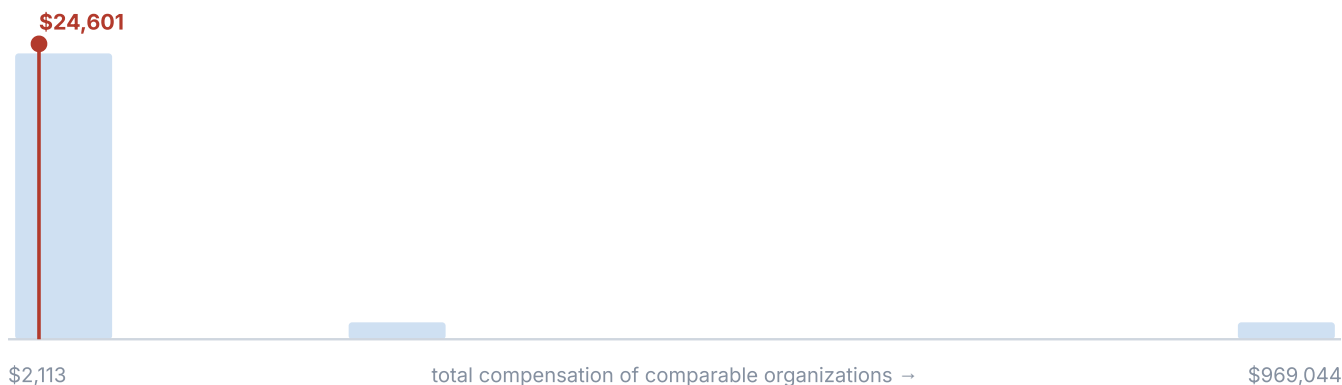 $24,601
$2,113
total compensation of comparable organizations →
$969,044